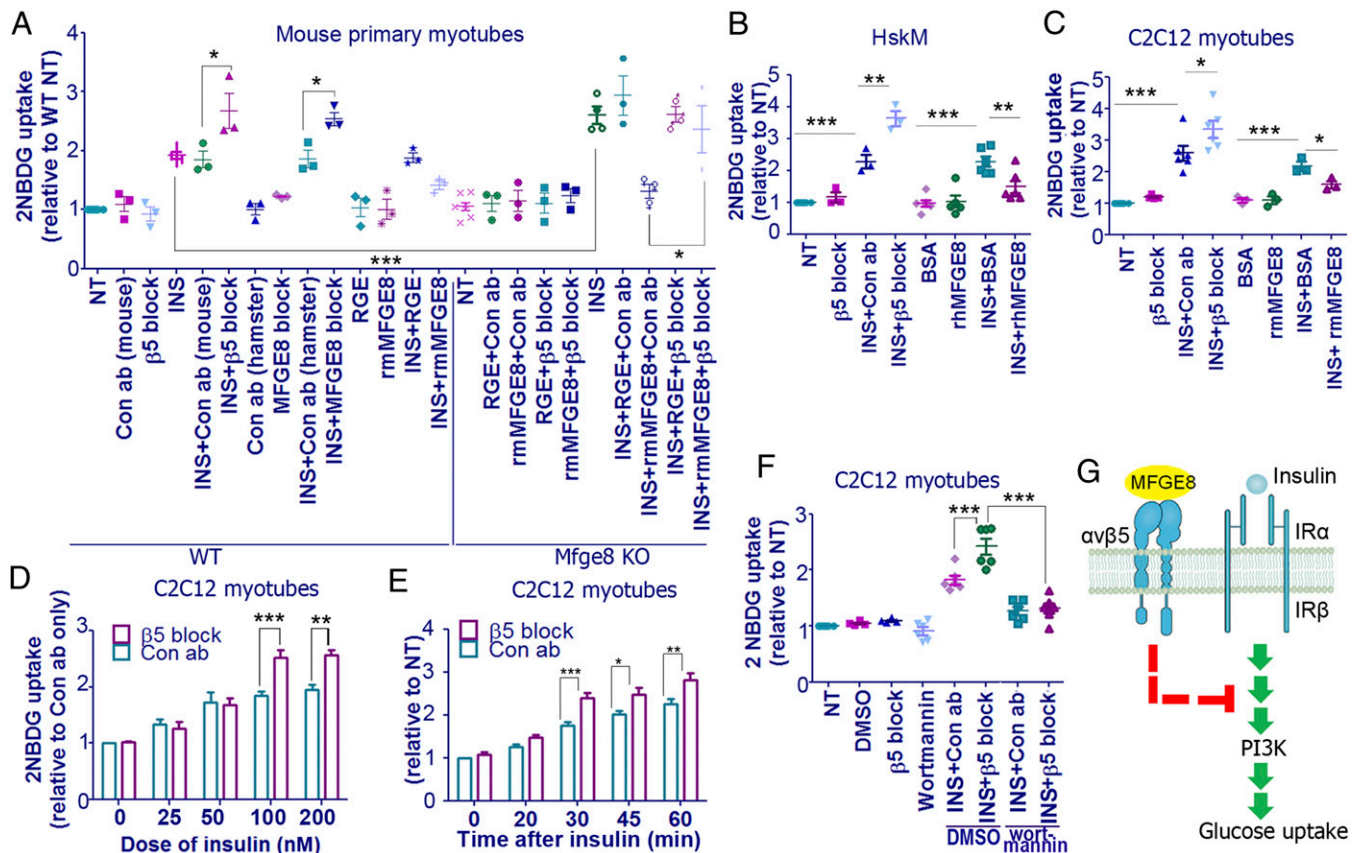 A
Mouse primary myotubes
2NBDG uptake
(relative to WT NT)
4
3
2
1
0
*
*
***
*
NT
Con ab (mouse)
β5 block
INS
INS+Con ab (mouse)
INS+β5 block
Con ab (hamster)
MFGE8 block
INS+Con ab (hamster)
INS+MFGE8 block
RGE
rmMFGE8
INS+RGE
INS+rmMFGE8
NT
RGE+Con ab
rmMFGE8+Con ab
RGE+β5 block
rmMFGE8+β5 block
INS
INS+RGE+Con ab
INS+rmMFGE8+Con ab
INS+RGE+β5 block
INS+rmMFGE8+β5 block
WT
Mfge8 KO
B
HskM
2NBDG uptake
(relative to NT)
5
4
3
2
1
0
***
**
***
**
NT
β5 block
INS+Con ab
INS+β5 block
BSA
rhMFGE8
INS+BSA
INS+rhMFGE8
C
C2C12 myotubes
2NBDG uptake
(relative to NT)
5
4
3
2
1
0
***
*
***
*
NT
β5 block
INS+Con ab
INS+β5 block
BSA
rmMFGE8
INS+BSA
INS+ rmMFGE8
D
C2C12 myotubes
2NBDG uptake
(relative to Con ab only)
3
2
1
0
β5 block
Con ab
***
**
0 25 50 100 200
Dose of insulin (nM)
E
C2C12 myotubes
(relative to NT)
4
3
2
1
0
β5 block
Con ab
***
*
**
0 20 30 45 60
Time after insulin (min)
F
C2C12 myotubes
2 NBDG uptake
(relative to NT)
3
2
1
0
***
***
NT
DMSO
β5 block
Wortmannin
INS+Con ab
INS+β5 block
INS+Con ab
INS+β5 block
DMSO
wort-
mannin
G
MFGE8
Insulin
αvβ5
IRα
IRβ
PI3K
Glucose uptake